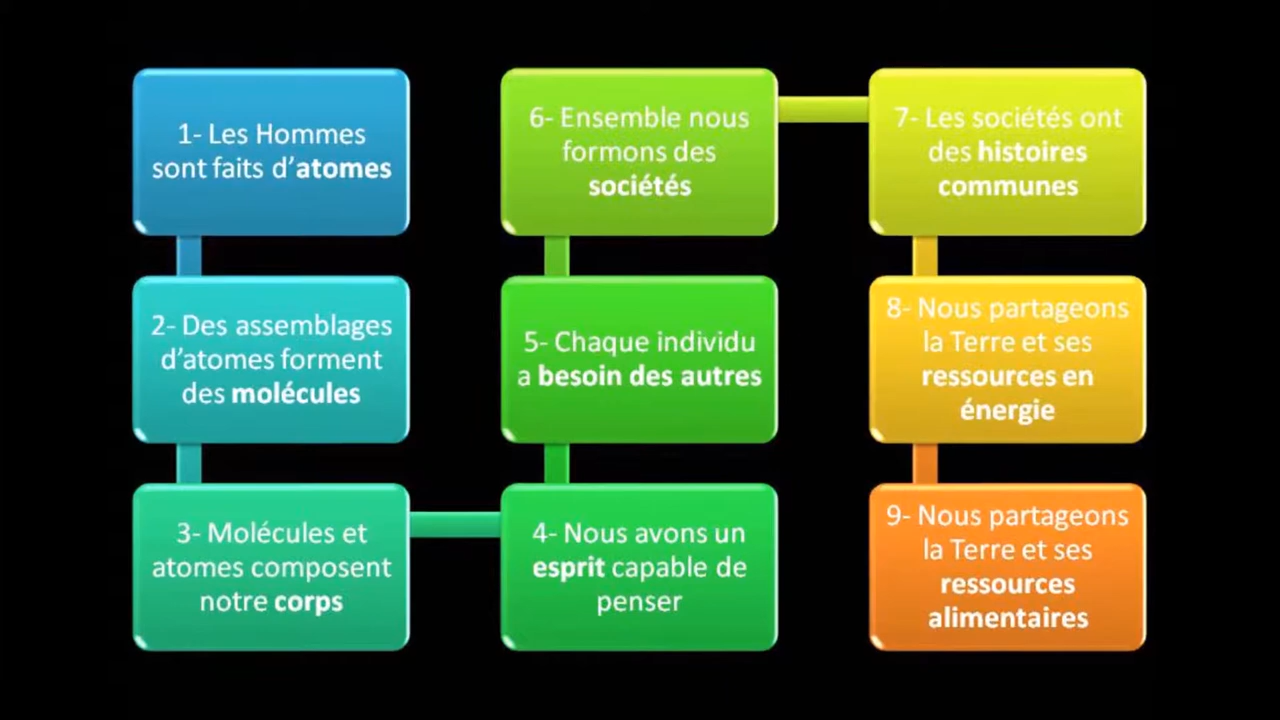 1- Les Hommes
sont faits d’atomes
2- Des assemblages
d’atomes forment
des molécules
3- Molécules et
atomes composent
notre corps
4- Nous avons un
esprit capable de
penser
5- Chaque individu
a besoin des autres
6- Ensemble nous
formons des
sociétés
7- Les sociétés ont
des histoires
communes
8- Nous partageons
la Terre et ses
ressources en
énergie
9- Nous partageons
la Terre et ses
ressources
alimentaires